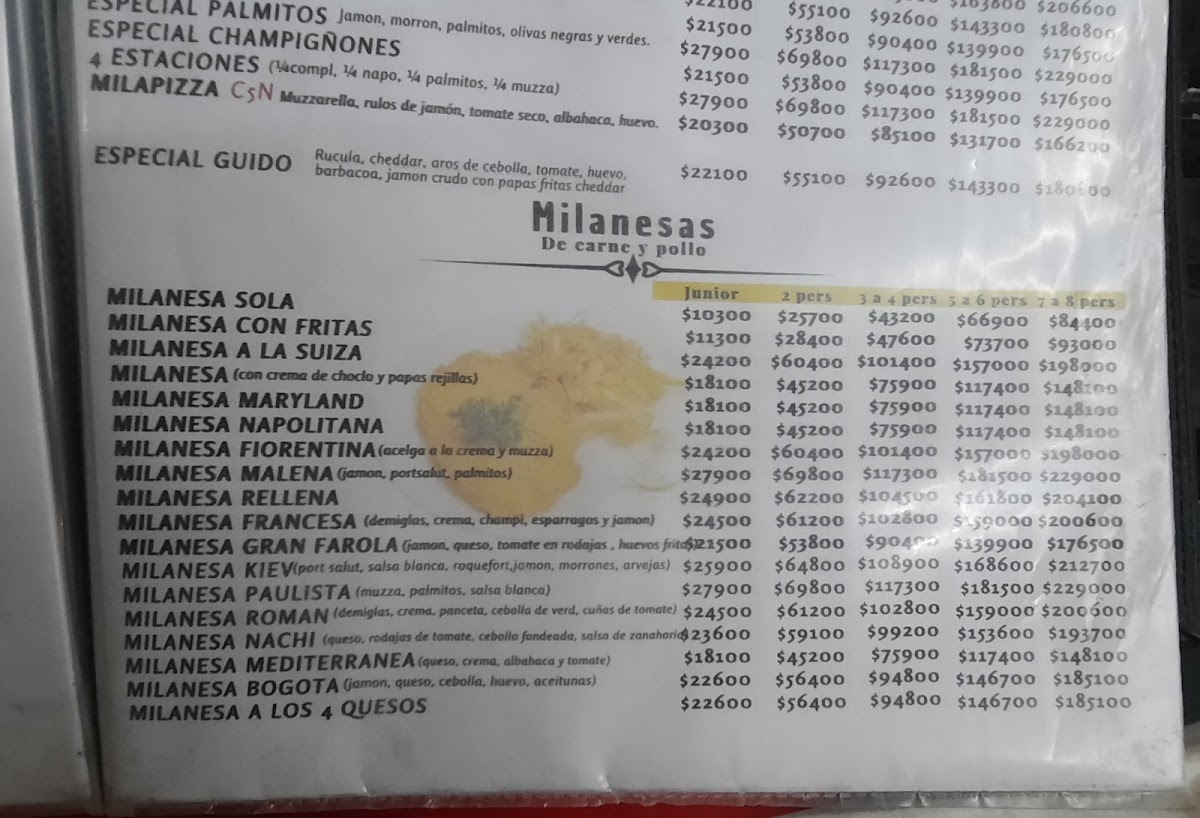 $22100 $55100 $92600 $143300 $180800
$21500 $53800 $90400 $139900 $176500
ESPECIAL PALMITOS Jamon, morron, palmitos, olivas negras y verdes. $27900 $69800 $117300 $181500 $229000
ESPECIAL CHAMPIGÑONES $21500 $53800 $90400 $139900 $176500
4 ESTACIONES (¼compl, ¼ napo, ¼ palmitos, ¼ muzza) $27900 $69800 $117300 $181500 $229000
MILAPIZZA C5N Muzzarella, rulos de jamón, tomate seco, albahaca, huevo. $20300 $50700 $85100 $131700 $166200
ESPECIAL GUIDO Rucula, cheddar, aros de cebolla, tomate, huevo, $22100 $55100 $92600 $143300 $180800
barbacoa, jamon crudo con papas fritas cheddar
Milanesas
De carne y pollo
Junior 2 pers 3 a 4 pers 5 a 6 pers 7 a 8 pers
MILANESA SOLA $10300 $25700 $43200 $66900 $84400
MILANESA CON FRITAS $11300 $28400 $47600 $73700 $93000
MILANESA A LA SUIZA $24200 $60400 $101400 $157000 $198000
MILANESA (con crema de choclo y papas rejillas) $18100 $45200 $75900 $117400 $148100
MILANESA MARYLAND $18100 $45200 $75900 $117400 $148100
MILANESA NAPOLITANA $18100 $45200 $75900 $117400 $148100
MILANESA FIORENTINA (acelga a la crema y muzza) $24200 $60400 $101400 $157000 $198000
MILANESA MALENA (jamon, portsalut, palmitos) $27900 $69800 $117300 $181500 $229000
MILANESA RELLENA $24900 $62200 $104500 $161800 $204100
MILANESA FRANCESA (demiglas, crema, champi, esparragos y jamon) $24500 $61200 $102800 $159000 $200600
MILANESA GRAN FAROLA (jamon, queso, tomate en rodajas , huevos fritos) $21500 $53800 $90400 $139900 $176500
MILANESA KIEV (port salut, salsa blanca, roquefort,jamon, morrones, arvejas) $25900 $64800 $108900 $168600 $212700
MILANESA PAULISTA (muzza, palmitos, salsa blanca) $27900 $69800 $117300 $181500 $229000
MILANESA ROMAN (demiglas, crema, panceta, cebolla de verd, cuñas de tomate) $24500 $61200 $102800 $159000 $200600
MILANESA NACHI (queso, rodajas de tomate, cebolla fondeada, salsa de zanahoria) $23600 $59100 $99200 $153600 $193700
MILANESA MEDITERRANEA (queso, crema, albahaca y tomate) $18100 $45200 $75900 $117400 $148100
MILANESA BOGOTA (jamon, queso, cebolla, huevo, aceitunas) $22600 $56400 $94800 $146700 $185100
MILANESA A LOS 4 QUESOS $22600 $56400 $94800 $146700 $185100